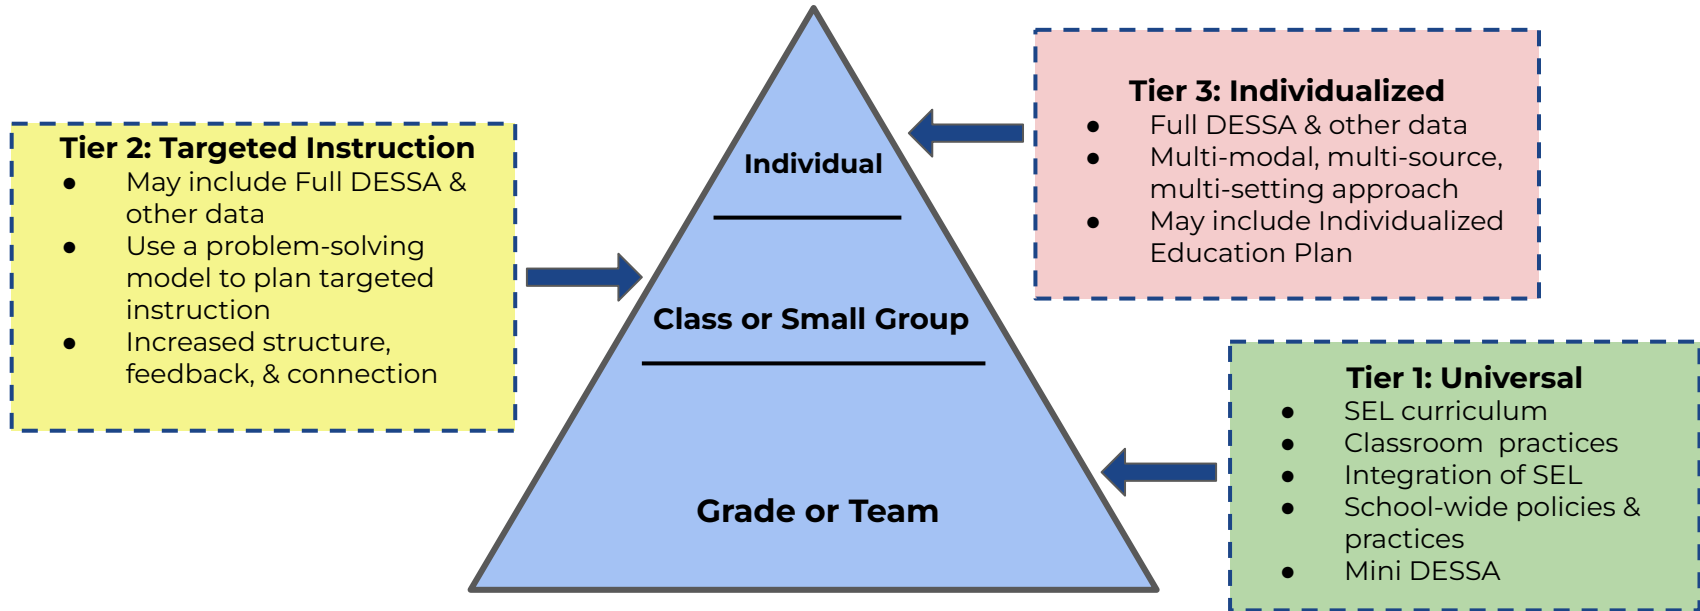 Tier 2: Targeted Instruction
● May include Full DESSA &
other data
● Use a problem-solving
model to plan targeted
instruction
● Increased structure,
feedback, & connection
Individual
Class or Small Group
Grade or Team
Tier 3: Individualized
● Full DESSA & other data
● Multi-modal, multi-source,
multi-setting approach
● May include Individualized
Education Plan
Tier 1: Universal
● SEL curriculum
● Classroom practices
● Integration of SEL
● School-wide policies &
practices
● Mini DESSA